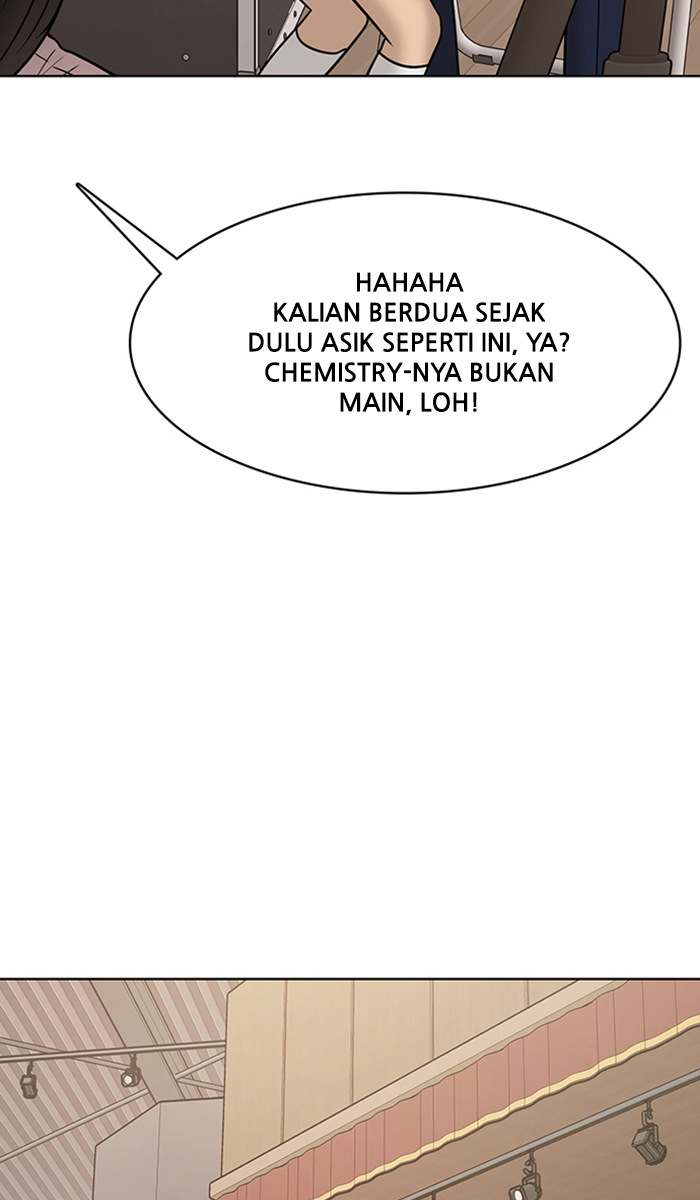 HAHAHA
KALIAN BERDUA SEJAK
DULU ASIK SEPERTI INI, YA?
CHEMISTRY-NYA BUKAN
MAIN, LOH!